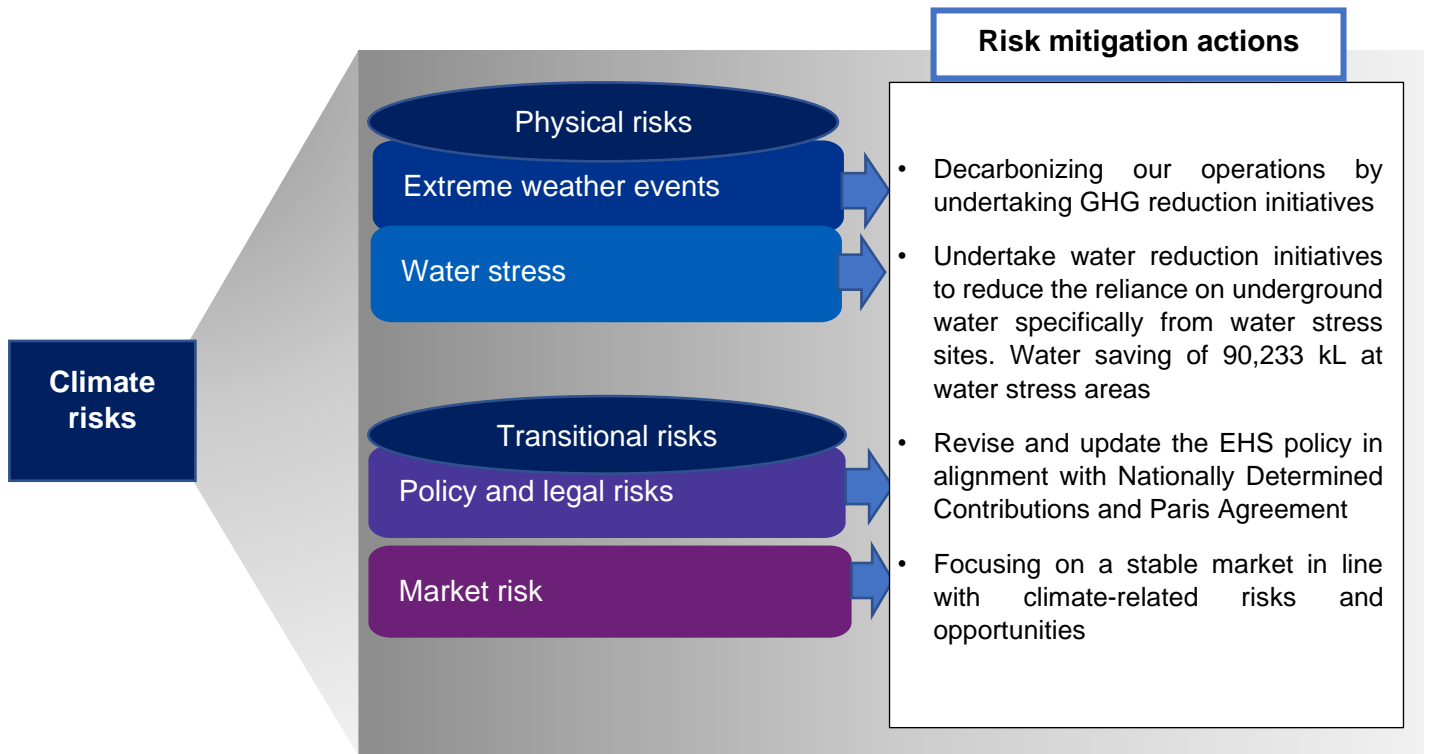 Climate
risks
Physical risks
Extreme weather events
Water stress
Transitional risks
Policy and legal risks
Market risk
Risk mitigation actions
• Decarbonizing our operations by
undertaking GHG reduction initiatives
• Undertake water reduction initiatives
to reduce the reliance on underground
water specifically from water stress
sites. Water saving of 90,233 kL at
water stress areas
• Revise and update the EHS policy in
alignment with Nationally Determined
Contributions and Paris Agreement
• Focusing on a stable market in line
with climate-related risks and
opportunities